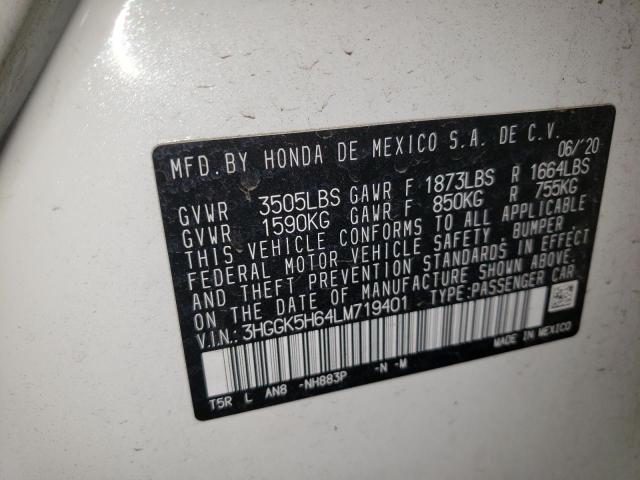 MFD. BY HONDA DE MEXICO S.A. DE C.V. 06/'20
GVWR 3505LBS GAWR F 1873LBS R 1664LBS
GVWR 1590KG GAWR F 850KG R 755KG
THIS VEHICLE CONFORMS TO ALL APPLICABLE
FEDERAL MOTOR VEHICLE SAFETY, BUMPER,
AND THEFT PREVENTION STANDARDS IN EFFECT
ON THE DATE OF MANUFACTURE SHOWN ABOVE.
V.I.N.: 3HGGK5H64LM719401 TYPE:PASSENGER CAR
MADE IN MEXICO
T5R L AN8 -NH883P -N -M